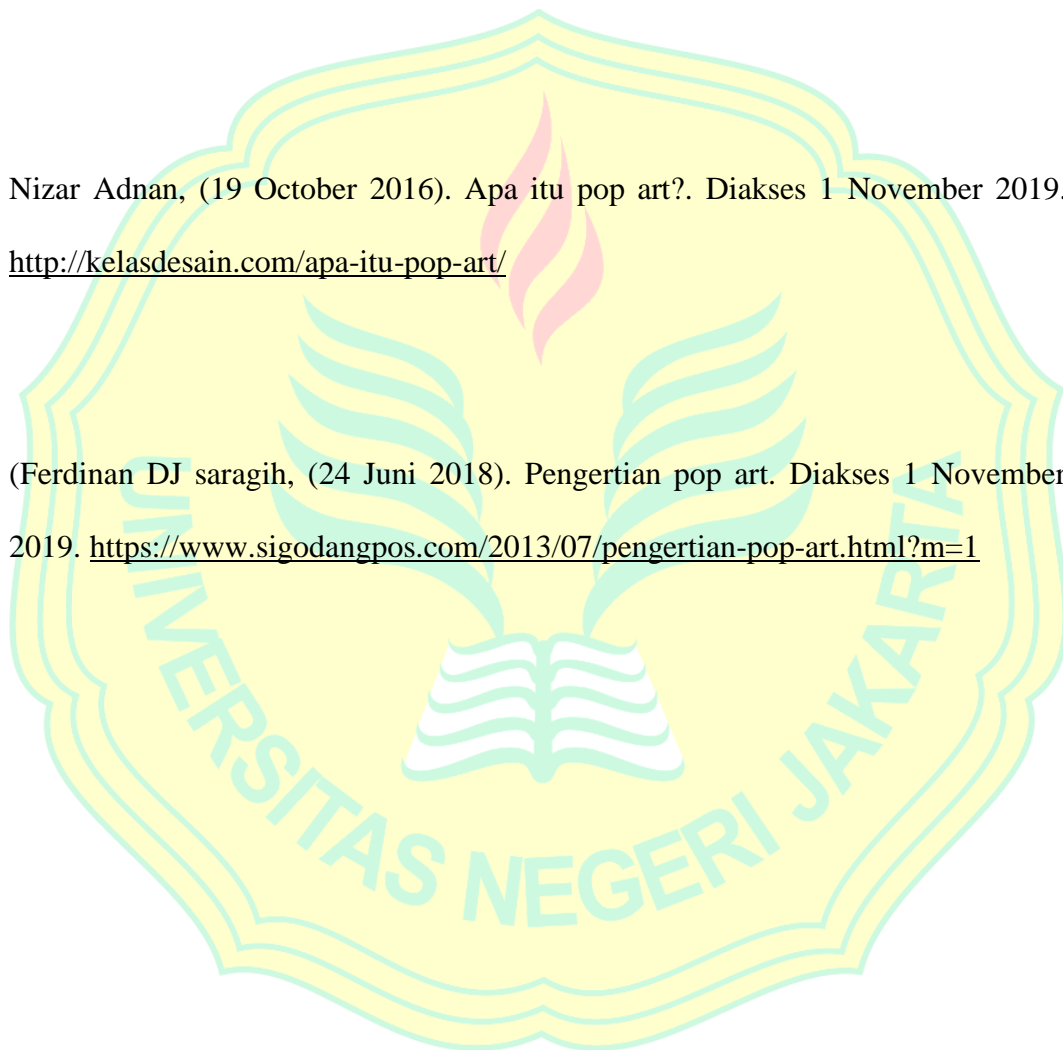 Nizar Adnan, (19 October 2016). Apa itu pop art?. Diakses 1 November 2019.
http://kelasdesain.com/apa-itu-pop-art/
(Ferdinan DJ saragih, (24 Juni 2018). Pengertian pop art. Diakses 1 November
2019. https://www.sigodangpos.com/2013/07/pengertian-pop-art.html?m=1
UNIVERSITAS NEGERI JAKARTA